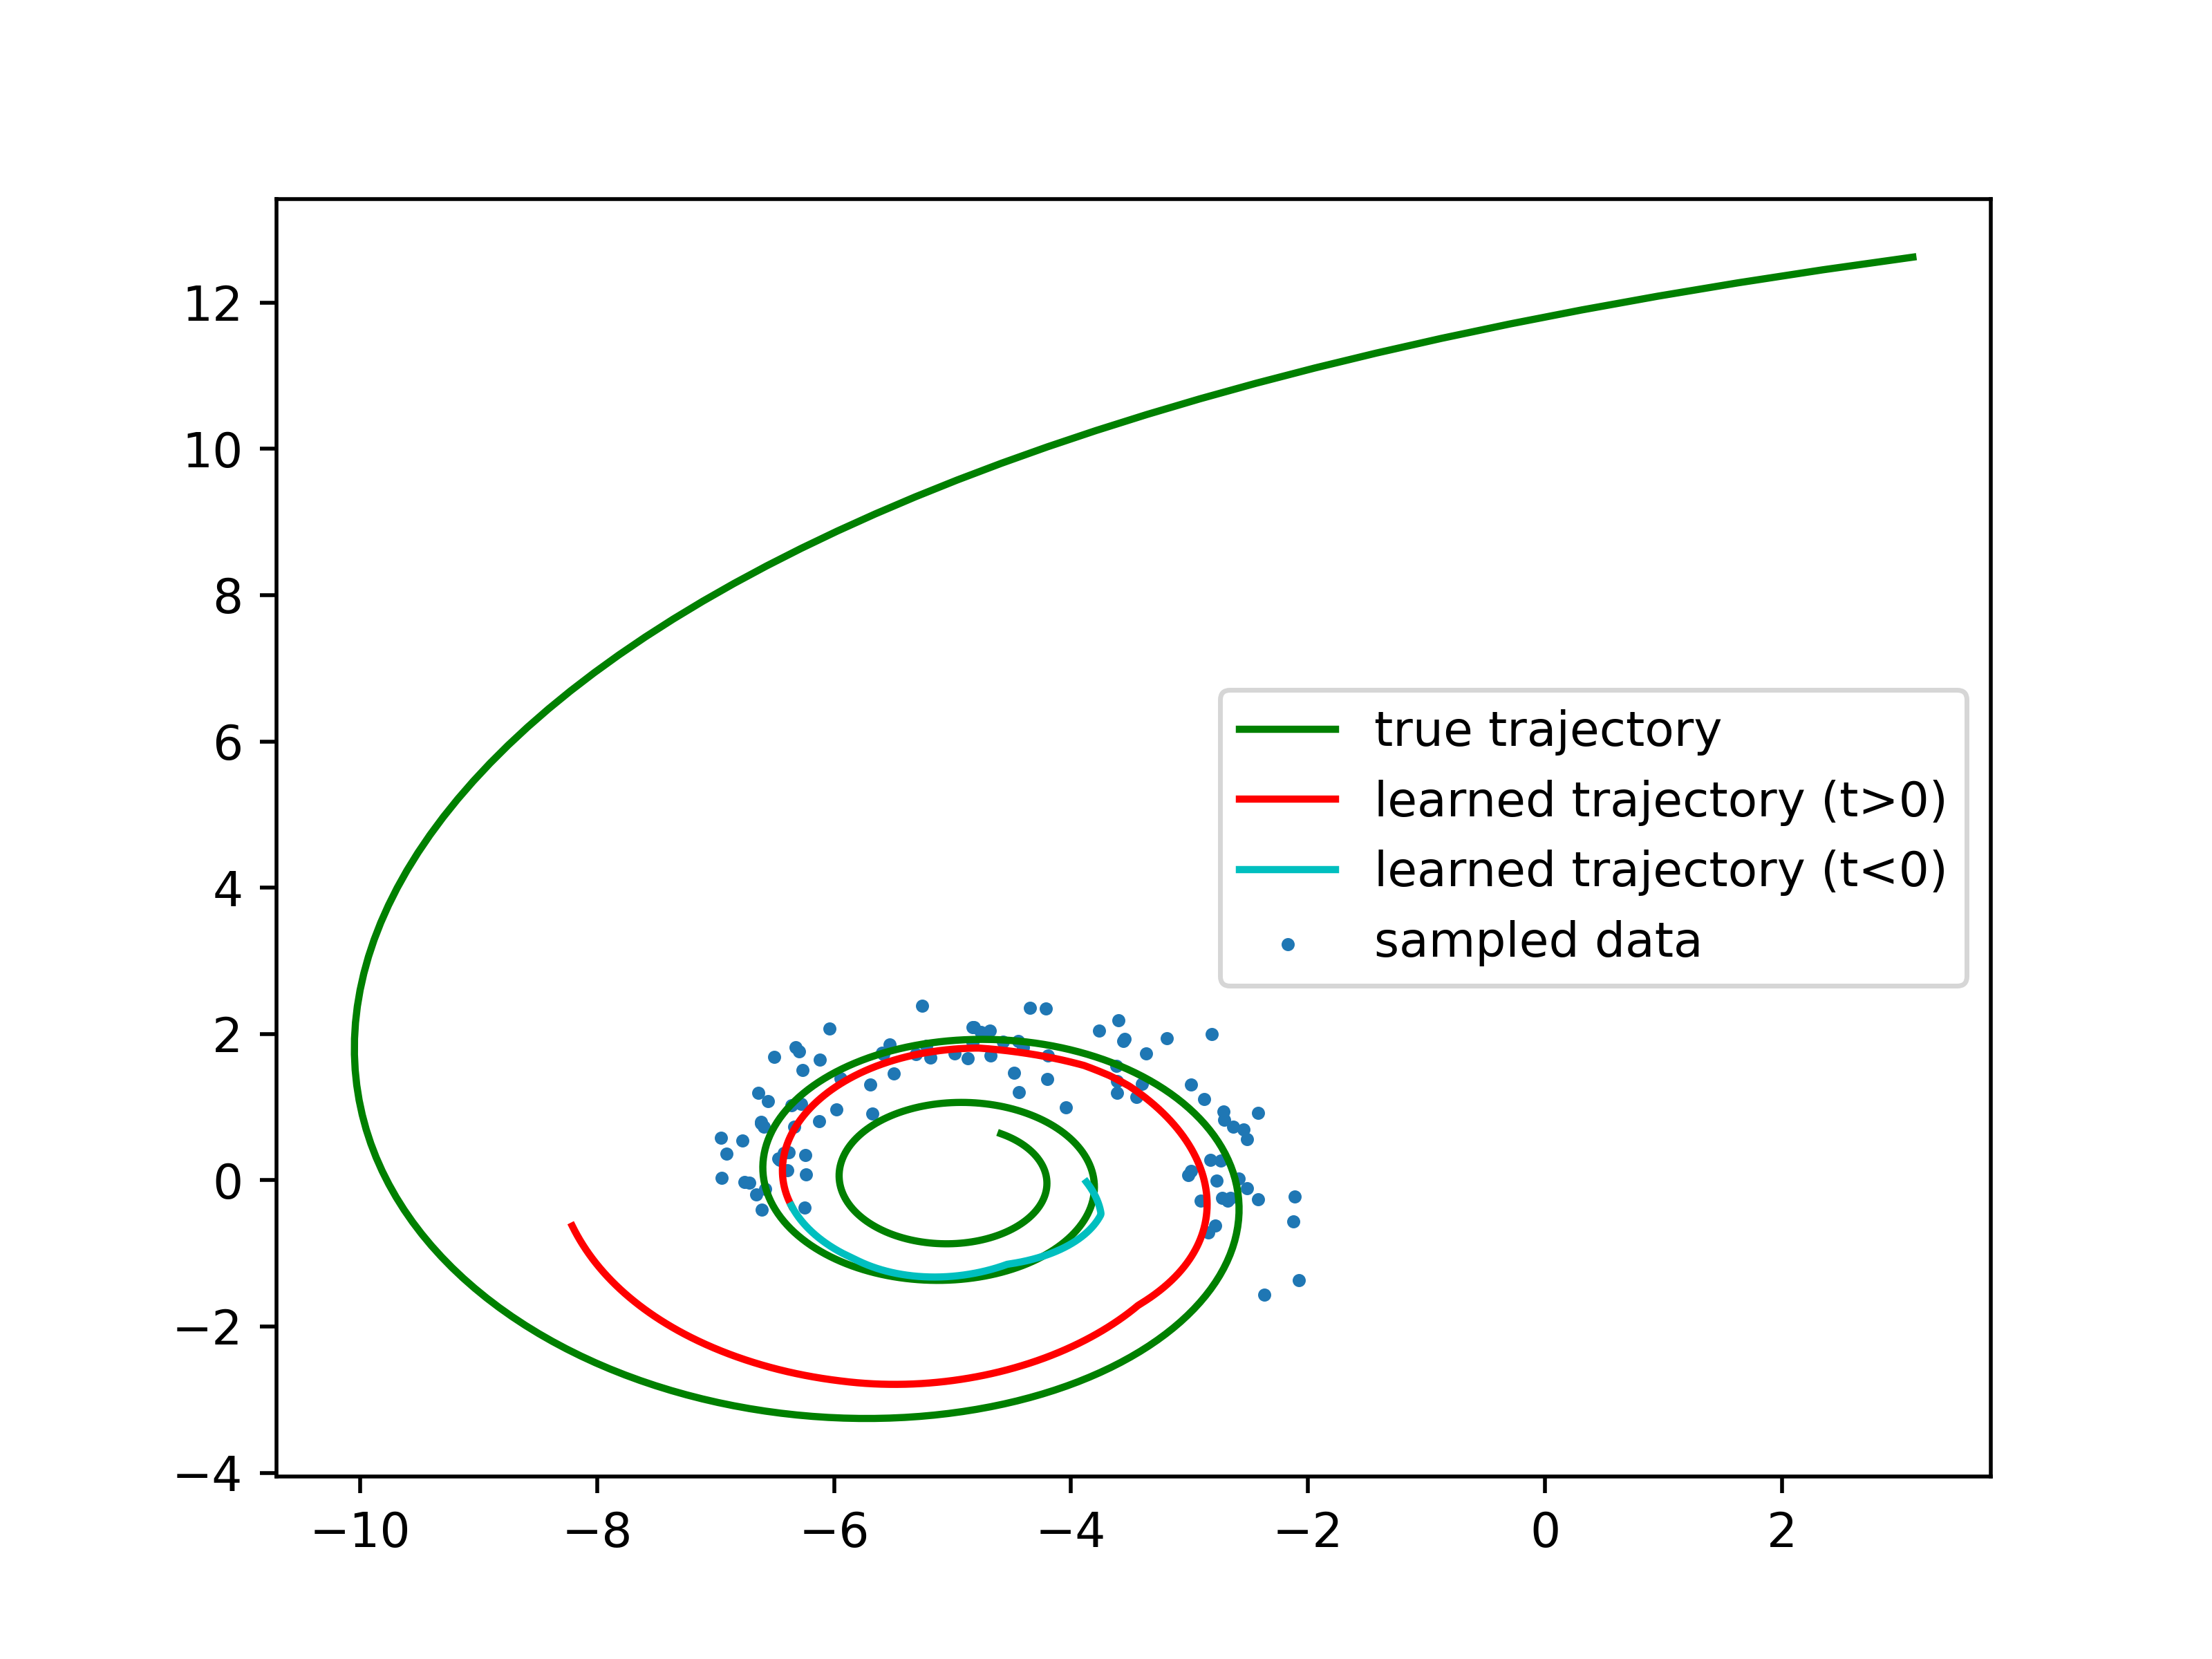 12
10
8
6
4
2
0
−2
−4
true trajectory
learned trajectory (t>0)
learned trajectory (t<0)
sampled data
−10 −8 −6 −4 −2 0 2